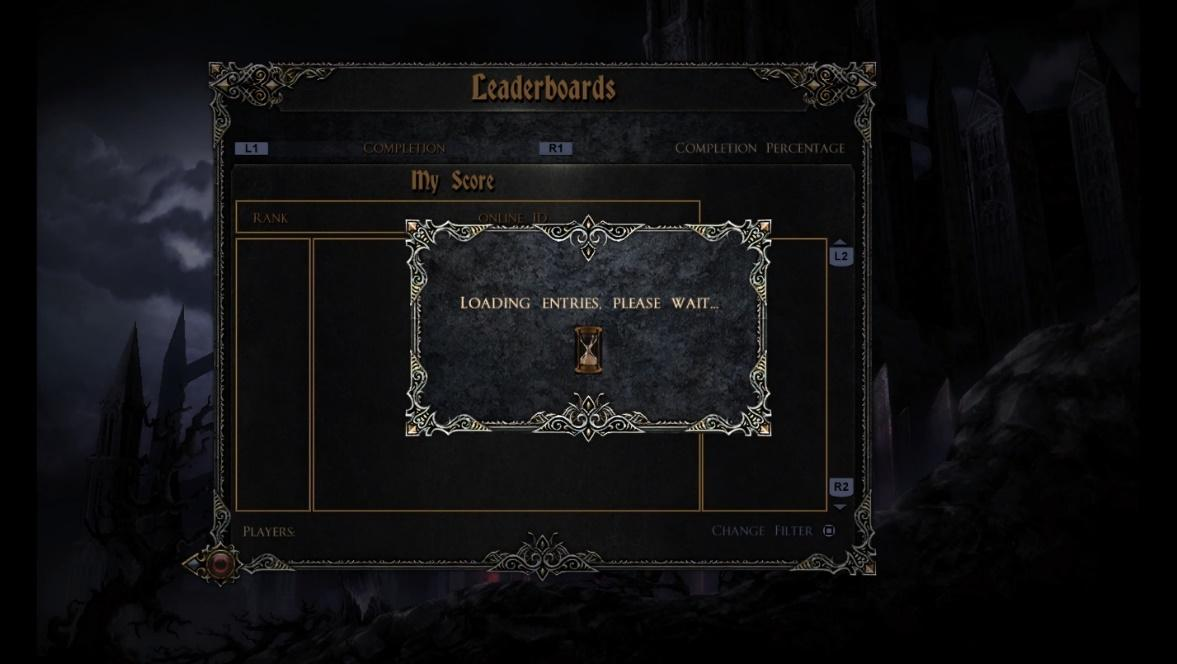 Leaderboards
L1 Completion R1 Completion Percentage
My Score
Rank Online ID
L2
Loading entries, please wait...
R2
Players: Change Filter